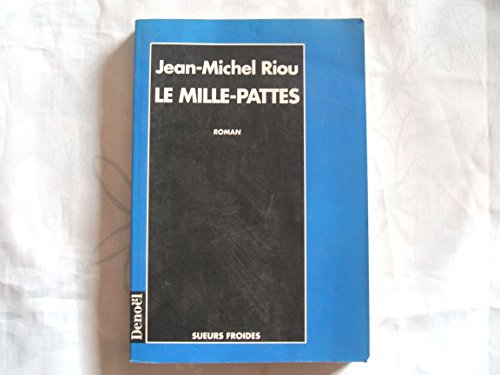 Jean-Michel Riou
LE MILLE-PATTES
ROMAN
Denoël
SUEURS FROIDES